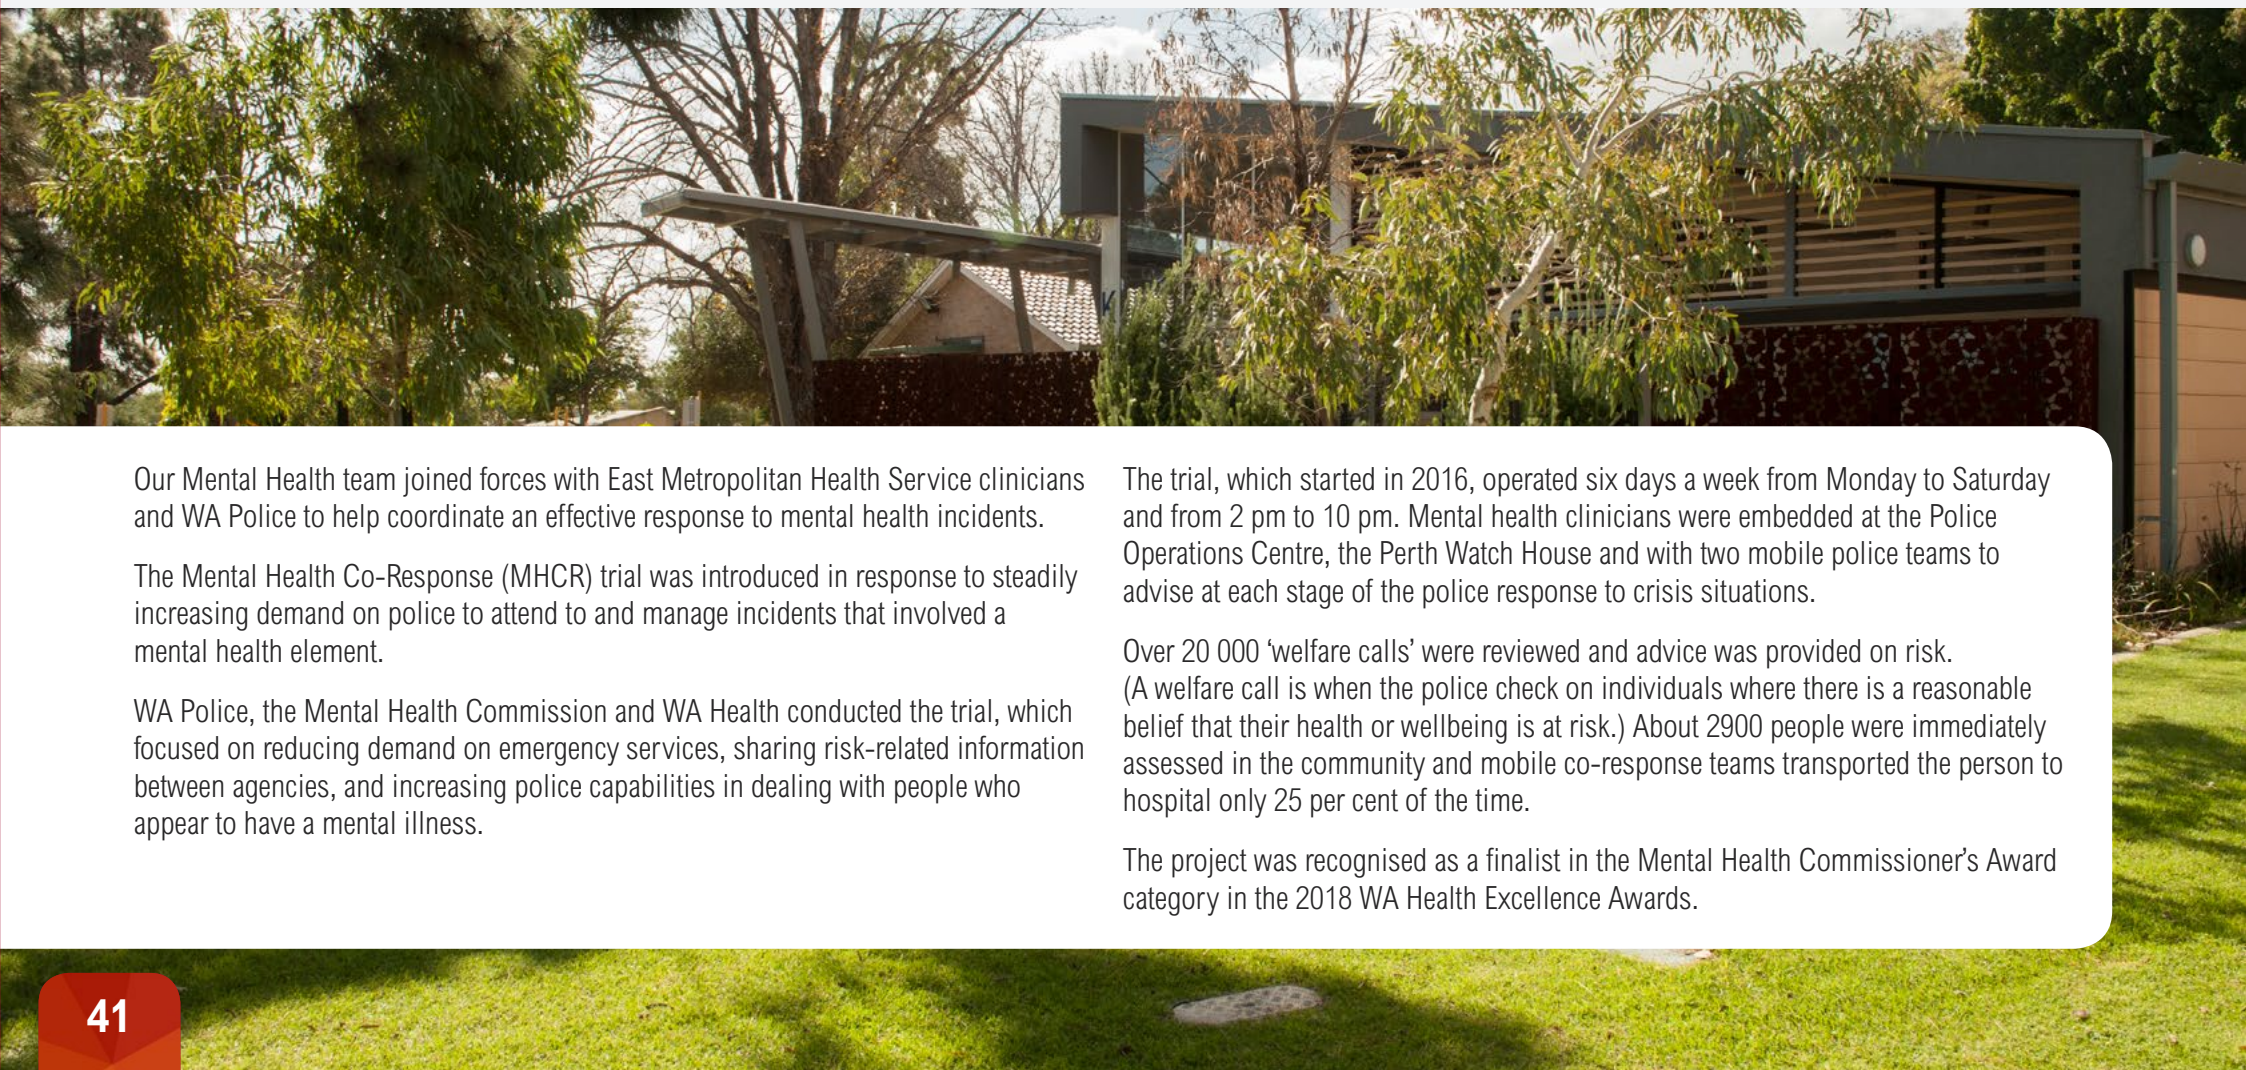 Our Mental Health team joined forces with East Metropolitan Health Service clinicians
and WA Police to help coordinate an effective response to mental health incidents.
The Mental Health Co-Response (MHCR) trial was introduced in response to steadily
increasing demand on police to attend to and manage incidents that involved a
mental health element.
WA Police, the Mental Health Commission and WA Health conducted the trial, which
focused on reducing demand on emergency services, sharing risk-related information
between agencies, and increasing police capabilities in dealing with people who
appear to have a mental illness.
The trial, which started in 2016, operated six days a week from Monday to Saturday
and from 2 pm to 10 pm. Mental health clinicians were embedded at the Police
Operations Centre, the Perth Watch House and with two mobile police teams to
advise at each stage of the police response to crisis situations.
Over 20 000 ‘welfare calls’ were reviewed and advice was provided on risk.
(A welfare call is when the police check on individuals where there is a reasonable
belief that their health or wellbeing is at risk.) About 2900 people were immediately
assessed in the community and mobile co-response teams transported the person to
hospital only 25 per cent of the time.
The project was recognised as a finalist in the Mental Health Commissioner’s Award
category in the 2018 WA Health Excellence Awards.
41